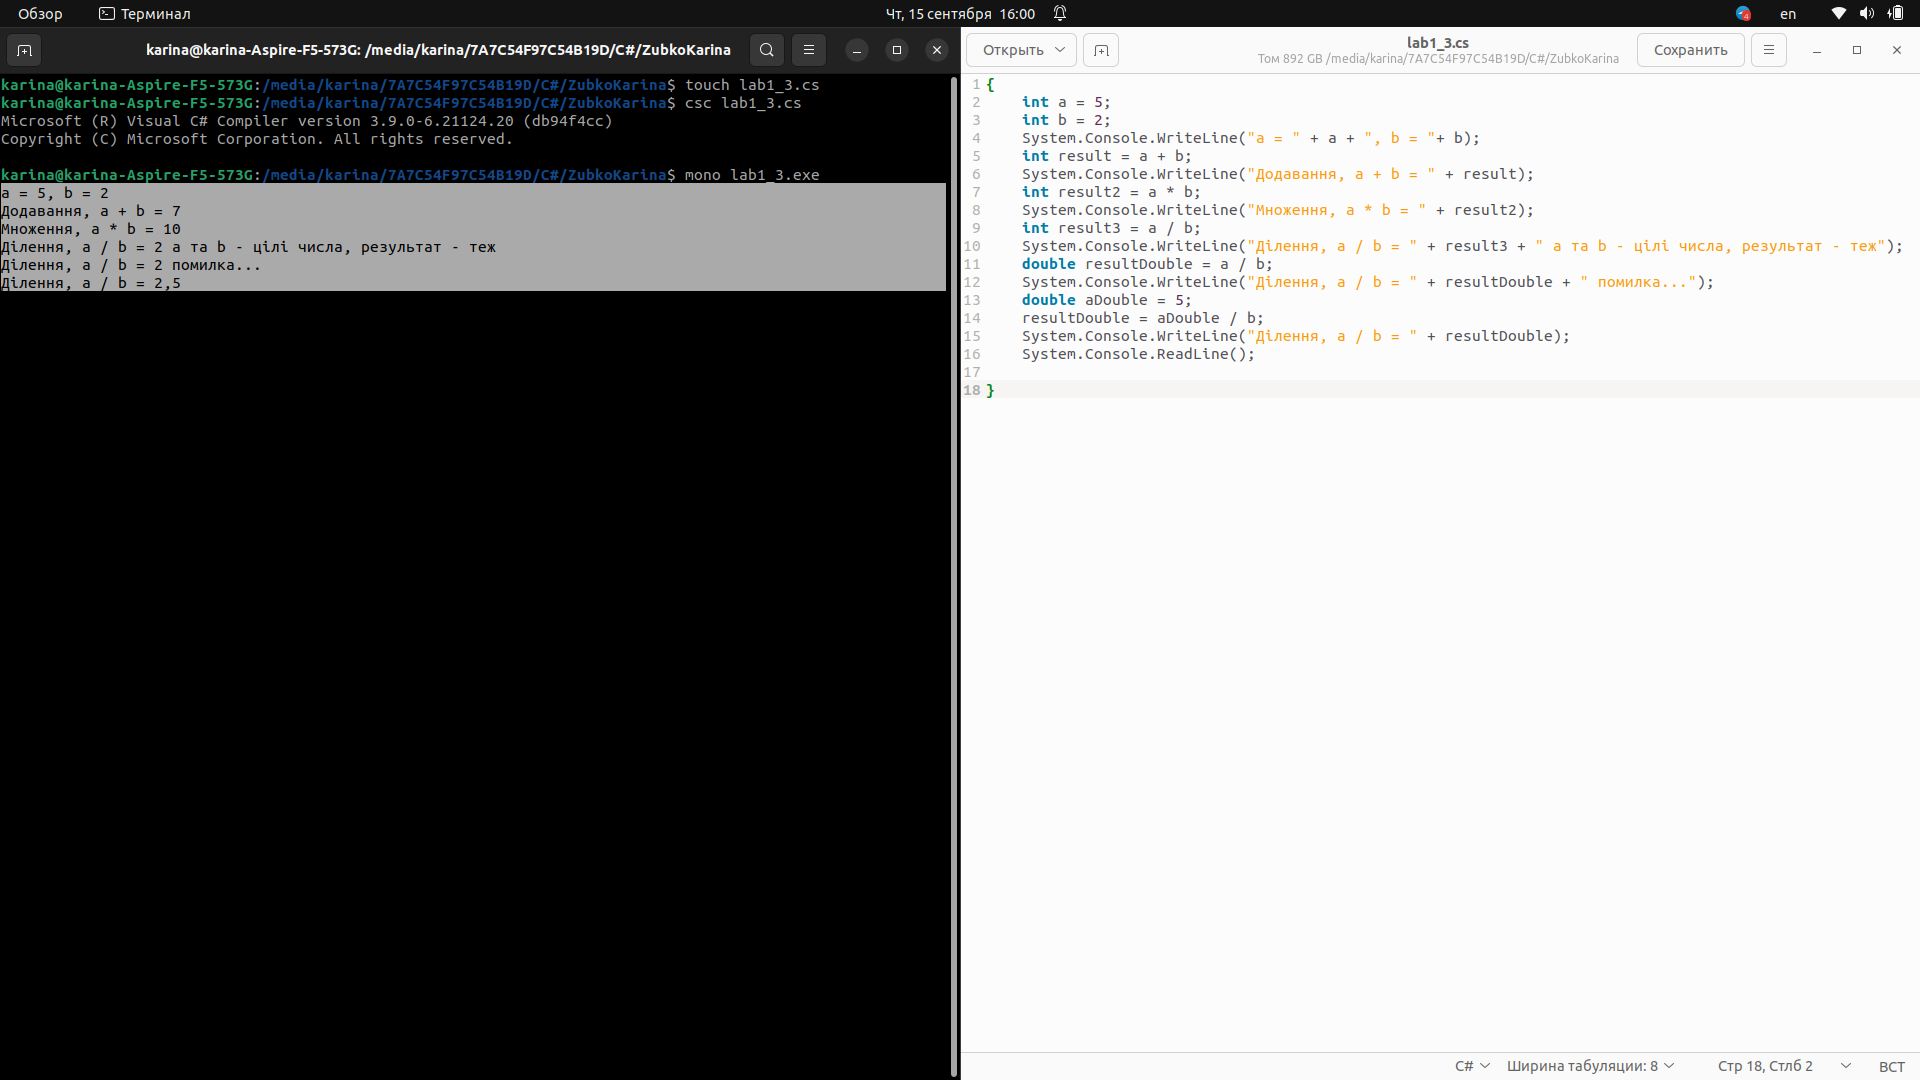 Обзор
Терминал
Чт, 15 сентября 16:00
en
karina@karina-Aspire-F5-573G: /media/karina/7A7C54F97C54B19D/C#/ZubkoKarina
karina@karina-Aspire-F5-573G:/media/karina/7A7C54F97C54B19D/C#/ZubkoKarina$ touch lab1_3.cs
karina@karina-Aspire-F5-573G:/media/karina/7A7C54F97C54B19D/C#/ZubkoKarina$ csc lab1_3.cs
Microsoft (R) Visual C# Compiler version 3.9.0-6.21124.20 (db94f4cc)
Copyright (C) Microsoft Corporation. All rights reserved.
karina@karina-Aspire-F5-573G:/media/karina/7A7C54F97C54B19D/C#/ZubkoKarina$ mono lab1_3.exe
a = 5, b = 2
Додавання, a + b = 7
Множення, a * b = 10
Ділення, a / b = 2 a та b - цілі числа, результат - теж
Ділення, a / b = 2 помилка...
Ділення, a / b = 2,5
Открыть
lab1_3.cs
Том 892 GB /media/karina/7A7C54F97C54B19D/C#/ZubkoKarina
Сохранить
1 {
2 int a = 5;
3 int b = 2;
4 System.Console.WriteLine("a = " + a + ", b = "+ b);
5 int result = a + b;
6 System.Console.WriteLine("Додавання, a + b = " + result);
7 int result2 = a * b;
8 System.Console.WriteLine("Множення, a * b = " + result2);
9 int result3 = a / b;
10 System.Console.WriteLine("Ділення, a / b = " + result3 + " a та b - цілі числа, результат - теж");
11 double resultDouble = a / b;
12 System.Console.WriteLine("Ділення, a / b = " + resultDouble + " помилка...");
13 double aDouble = 5;
14 resultDouble = aDouble / b;
15 System.Console.WriteLine("Ділення, a / b = " + resultDouble);
16 System.Console.ReadLine();
17
18 }
C#
Ширина табуляции: 8
Стр 18, Стлб 2
ВСТ